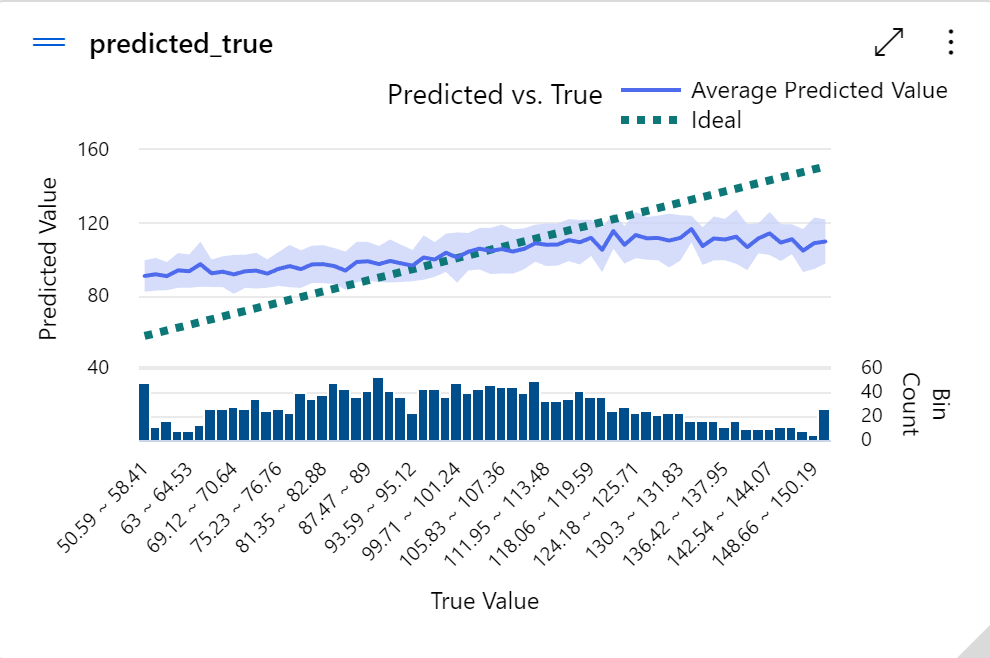 predicted_true
Predicted vs. True
Average Predicted Value
Ideal
Predicted Value
160
120
80
40
60
40
20
0
Bin
Count
50.59 ~ 58.41
63 ~ 64.53
69.12 ~ 70.64
75.23 ~ 76.76
81.35 ~ 82.88
87.47 ~ 89
93.59 ~ 95.12
99.71 ~ 101.24
105.83 ~ 107.36
111.95 ~ 113.48
118.06 ~ 119.59
124.18 ~ 125.71
130.3 ~ 131.83
136.42 ~ 137.95
142.54 ~ 144.07
148.66 ~ 150.19
True Value